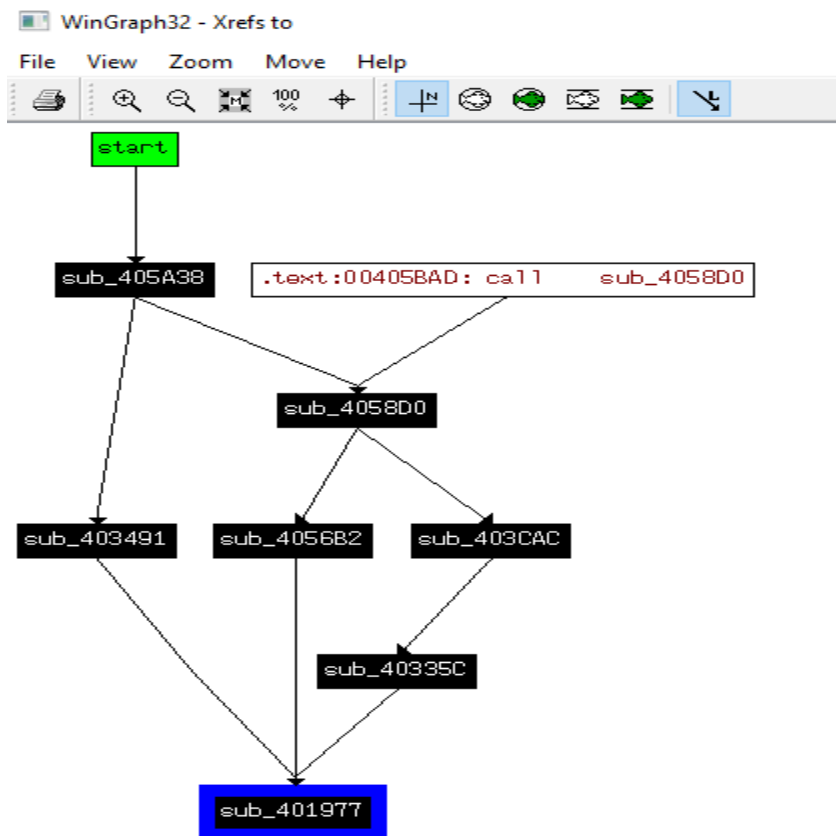 WinGraph32 - Xrefs to
File View Zoom Move Help
M 100 % N
start
sub_405A38 .text:00405BAD: call sub_4058D0
sub_4058D0
sub_403491 sub_4056B2 sub_403CAC
sub_40335C
sub_401977